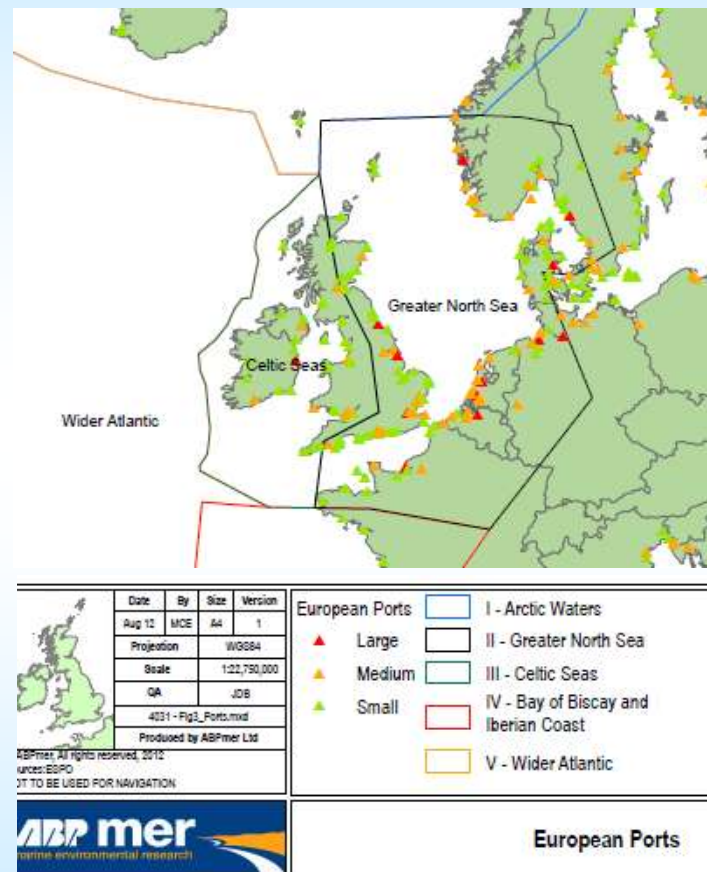 Greater North Sea
Celtic Seas
Wider Atlantic
Date By Size Version
Aug 12 MCE A4 1
Projection WGS84
Scale 1:22,750,000
QA JOB
4031 - Fig3_Ports.mxd
Produced by ABPmer Ltd
ABPmer, All rights reserved, 2012
urces:ESPO
OT TO BE USED FOR NAVIGATION
European Ports
Large
Medium
Small
I - Arctic Waters
II - Greater North Sea
III - Celtic Seas
IV - Bay of Biscay and
Iberian Coast
V - Wider Atlantic
ABP mer
marine environmental research
European Ports